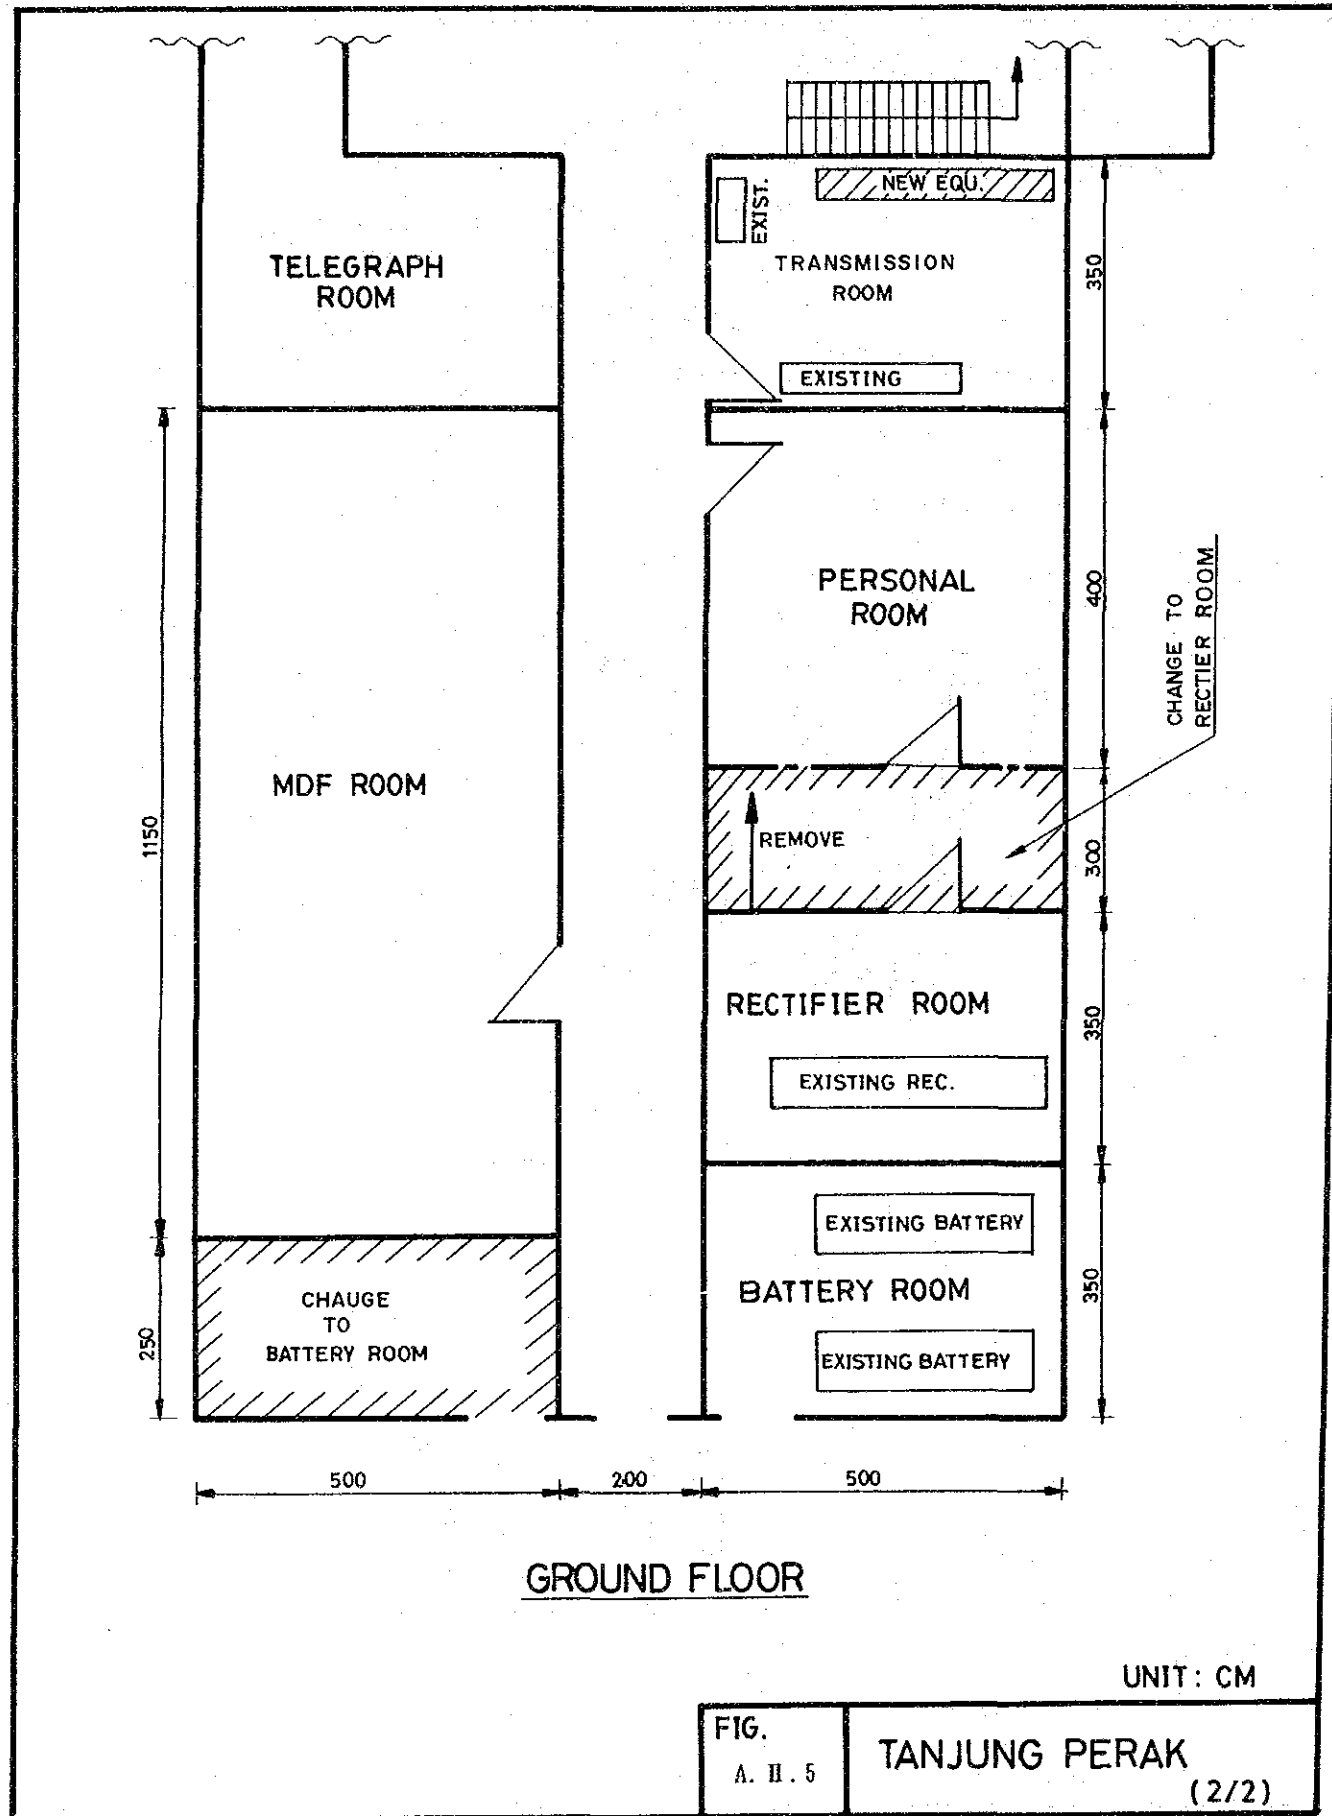 NEW EQU.
EXIST.
TELEGRAPH
ROOM
TRANSMISSION
ROOM
350
EXISTING
PERSONAL
ROOM
400
CHANGE TO
RECTIER ROOM
MDF ROOM
1150
REMOVE
300
RECTIFIER ROOM
350
EXISTING REC.
EXISTING BATTERY
BATTERY ROOM
350
EXISTING BATTERY
CHAUGE
TO
BATTERY ROOM
250
500
200
500
GROUND FLOOR
UNIT: CM
FIG.
A. II. 5
TANJUNG PERAK
(2/2)